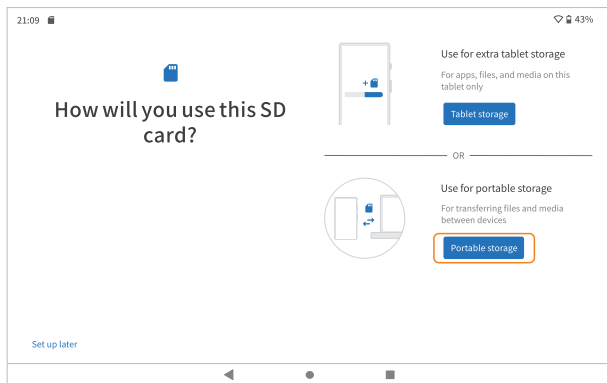 21:09
43%
How will you use this SD
card?
Use for extra tablet storage
For apps, files, and media on this
tablet only
Tablet storage
OR
Use for portable storage
For transferring files and media
between devices
Portable storage
Set up later